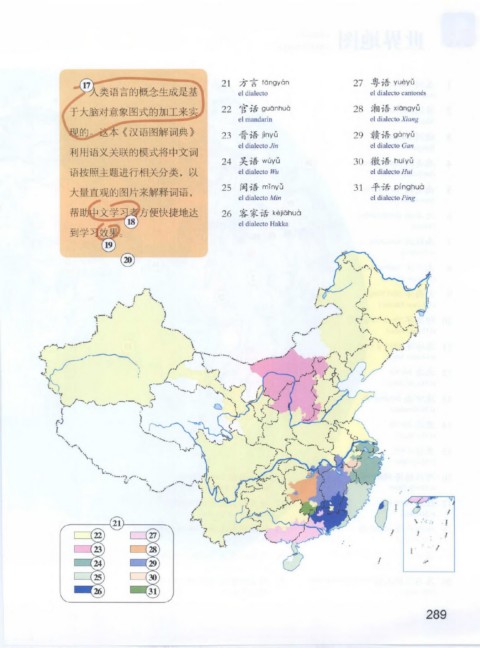 17 人类语言的概念生成是基
于大脑对意象图式的加工来实
现的。这本《汉语图解词典》
利用语义关联的模式将中文词
语按照主题进行相关分类，以
大量直观的图片来解释词语，
帮助中文学习者方便快捷地达
18
到学习效果。
19
20
21 方言 fāngyán
el dialecto
22 官话 guānhuà
el mandarín
23 晋语 jìnyǔ
el dialecto Jin
24 吴语 wúyǔ
el dialecto Wu
25 闽语 mǐnyǔ
el dialecto Min
26 客家话 kèjiāhuà
el dialecto Hakka
27 粤语 yuèyǔ
el dialecto cantonés
28 湘语 xiāngyǔ
el dialecto Xiang
29 赣语 gànyǔ
el dialecto Gan
30 徽语 huīyǔ
el dialecto Hui
31 平话 pínghuà
el dialecto Ping
21
22 27
23 28
24 29
25 30
26 31
289